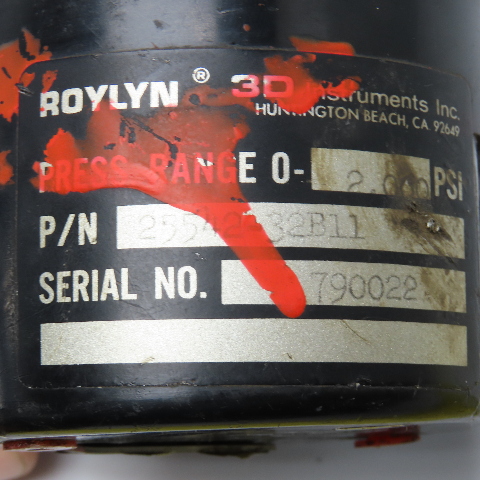 ROYLYN ® 3D Instruments Inc.
HUNTINGTON BEACH, CA 92649
PRESS RANGE 0- 2.000 PSI
P/N
SERIAL NO. 790022